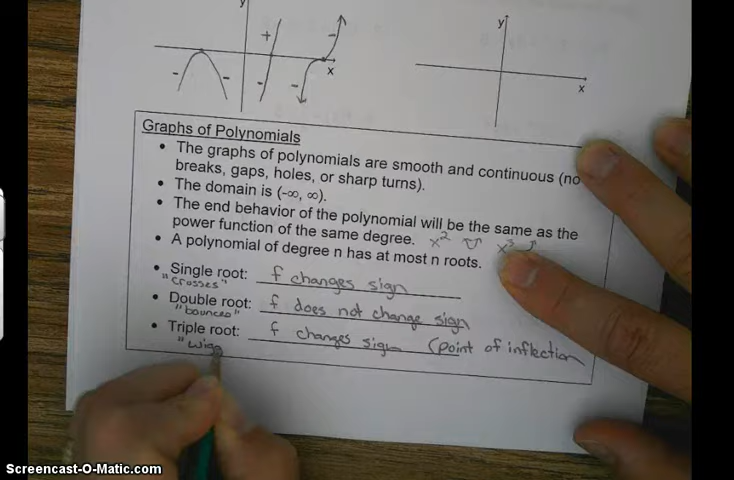 y
+
-
x
-
-
-
-
y
x
Graphs of Polynomials
• The graphs of polynomials are smooth and continuous (no
breaks, gaps, holes, or sharp turns).
• The domain is (-∞, ∞).
• The end behavior of the polynomial will be the same as the
power function of the same degree. x² x³
• A polynomial of degree n has at most n roots.
• Single root: f changes sign
"crosses"
• Double root: f does not change sign
"bounces"
• Triple root: f changes sign (point of inflection
"wigg
Screencast-O-Matic.com